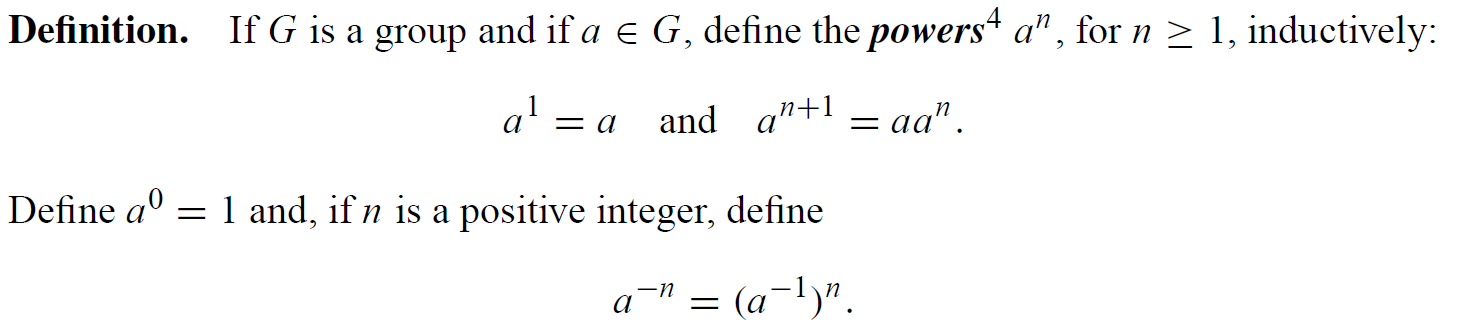 Definition. If G is a group and if a ∈ G, define the powers⁴ aⁿ, for n ≥ 1, inductively:
a¹ = a and aⁿ⁺¹ = aaⁿ.
Define a⁰ = 1 and, if n is a positive integer, define
a⁻ⁿ = (a⁻¹)ⁿ.